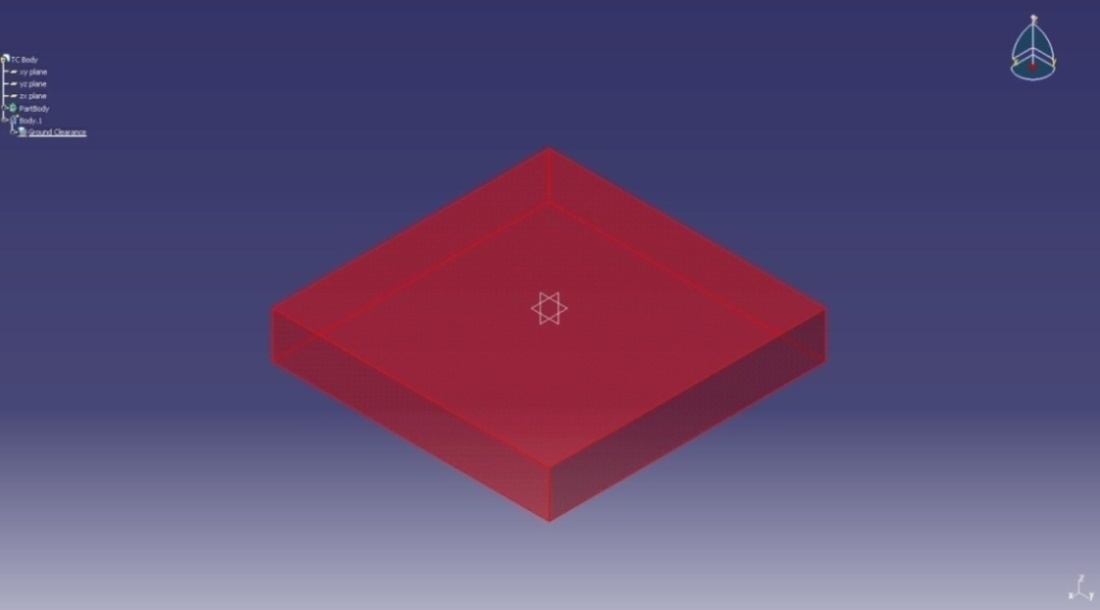 TC Body
xy plane
yz plane
zx plane
PartBody
Body.1
Ground Clearance
z
x y